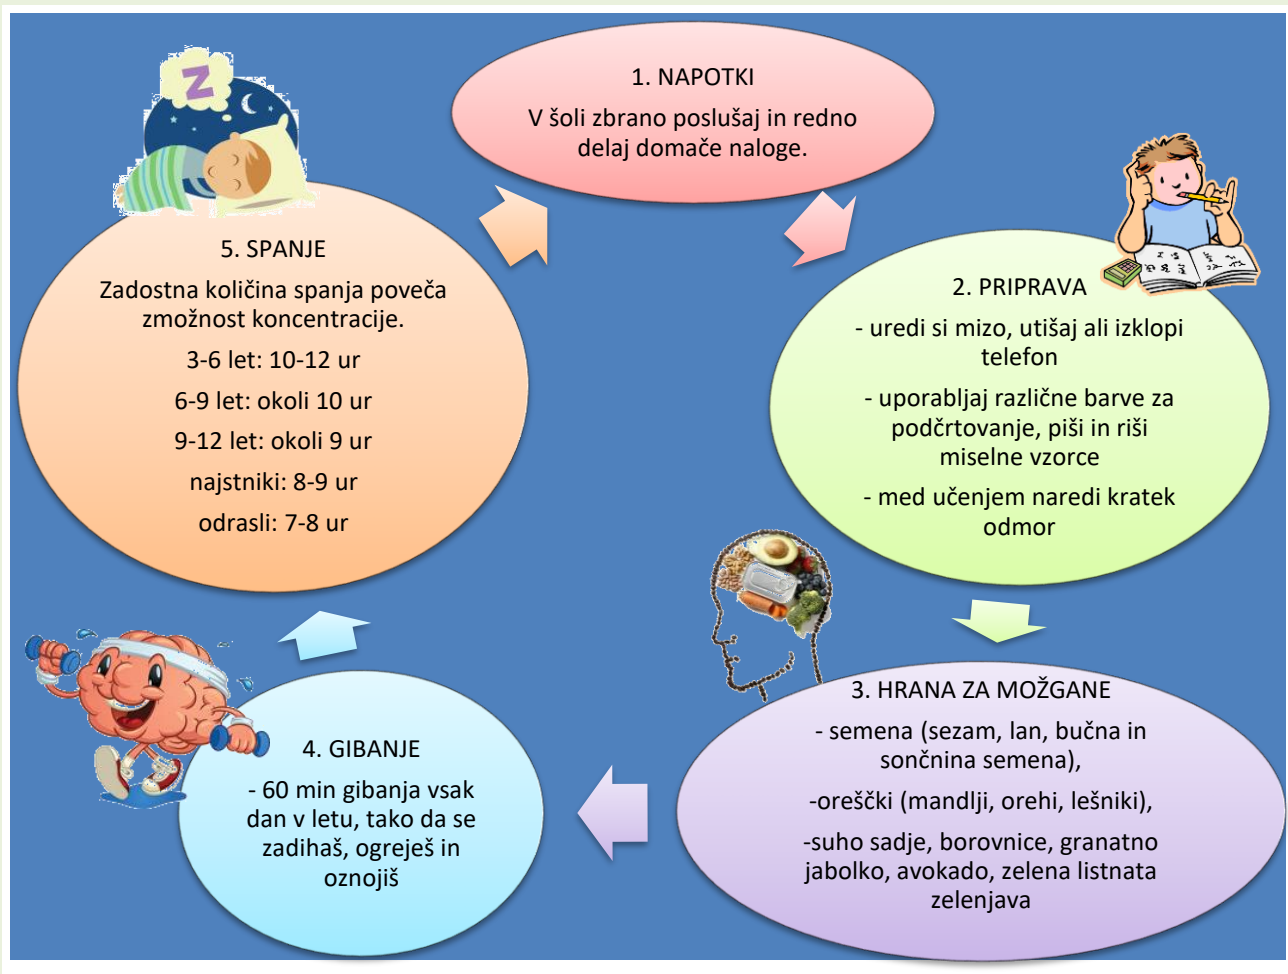 1. NAPOTKI
V šoli zbrano poslušaj in redno
delaj domače naloge.
2. PRIPRAVA
- uredi si mizo, utišaj ali izklopi
telefon
- uporabljaj različne barve za
podčrtovanje, piši in riši
miselne vzorce
- med učenjem naredi kratek
odmor
3. HRANA ZA MOŽGANE
- semena (sezam, lan, bučna in
sončnina semena),
-oreščki (mandlji, orehi, lešniki),
-suho sadje, borovnice, granatno
jabolko, avokado, zelena listnata
zelenjava
4. GIBANJE
- 60 min gibanja vsak
dan v letu, tako da se
zadihaš, ogreješ in
oznojiš
5. SPANJE
Zadostna količina spanja poveča
zmožnost koncentracije.
3-6 let: 10-12 ur
6-9 let: okoli 10 ur
9-12 let: okoli 9 ur
najstniki: 8-9 ur
odrasli: 7-8 ur
Z